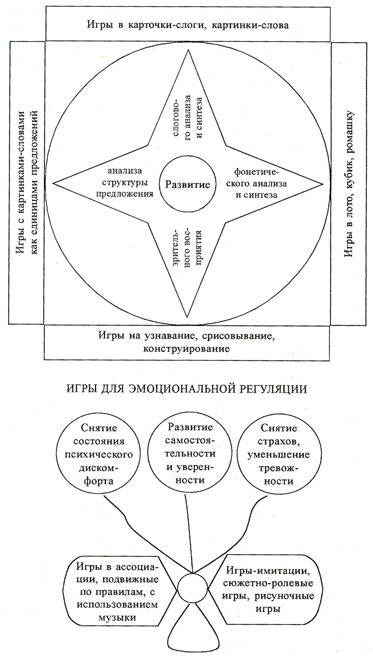 Игры в карточки-слоги, картинки-слова
Игры с картинками-словами
как единицами предложений
слогово-
го анализа
и синтеза
анализа
структуры
предложения
Развитие
фонетиче-
ского анализа
и синтеза
зритель-
ного вос-
приятия
Игры в лото, кубик, ромашку
Игры на узнавание, срисовывание,
конструирование
ИГРЫ ДЛЯ ЭМОЦИОНАЛЬНОЙ РЕГУЛЯЦИИ
Снятие
состояния
психического
диском-
форта
Развитие
самостоя-
тельности
и уверен-
ности
Снятие
страхов,
уменьшение
тревож-
ности
Игры в ассоциа-
ции, подвижные
по правилам, с
использованием
музыки
Игры-имитации,
сюжетно-ролевые
игры, рисуночные
игры